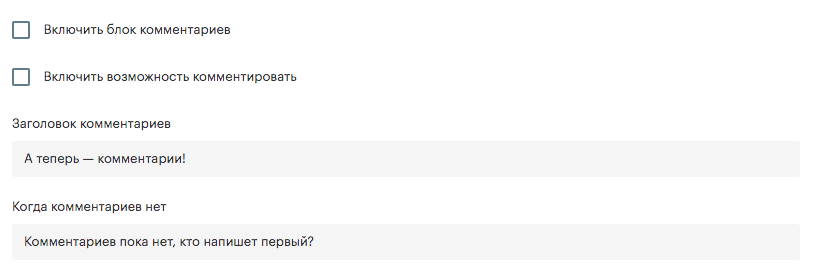 Включить блок комментариев
Включить возможность комментировать
Заголовок комментариев
А теперь — комментарии!
Когда комментариев нет
Комментариев пока нет, кто напишет первый?